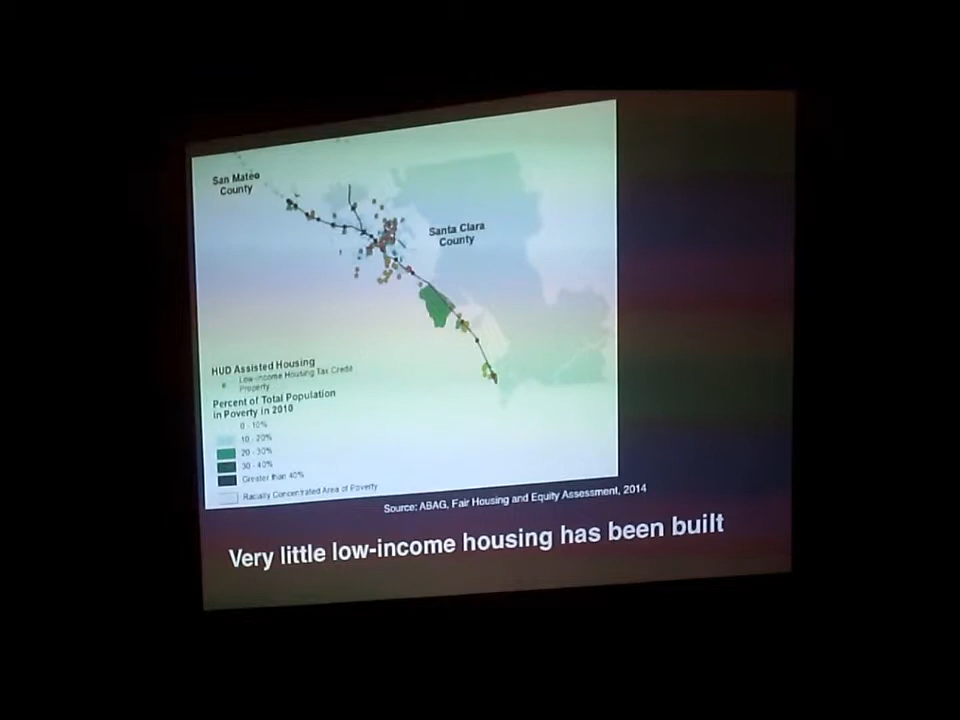 San Mateo
County
Santa Clara
County
HUD Assisted Housing
Low-Income Housing Tax Credit
Property
Percent of Total Population
in Poverty in 2010
0 - 10%
10 - 20%
20 - 30%
30 - 40%
Greater than 40%
Racially Concentrated Area of Poverty
Source: ABAG, Fair Housing and Equity Assessment, 2014
Very little low-income housing has been built